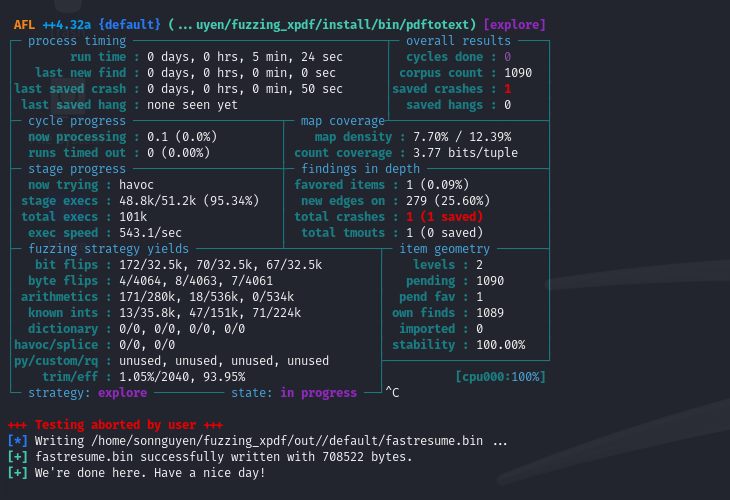 AFL ++4.32a {default} (...uyen/fuzzing_xpdf/install/bin/pdftotext) [explore]
process timing overall results
run time : 0 days, 0 hrs, 5 min, 24 sec cycles done : 0
last new find : 0 days, 0 hrs, 0 min, 0 sec corpus count : 1090
last saved crash : 0 days, 0 hrs, 0 min, 50 sec saved crashes : 1
last saved hang : none seen yet saved hangs : 0
cycle progress map coverage
now processing : 0.1 (0.0%) map density : 7.70% / 12.39%
runs timed out : 0 (0.00%) count coverage : 3.77 bits/tuple
stage progress findings in depth
now trying : havoc favored items : 1 (0.09%)
stage execs : 48.8k/51.2k (95.34%) new edges on : 279 (25.60%)
total execs : 101k total crashes : 1 (1 saved)
exec speed : 543.1/sec total tmouts : 1 (0 saved)
fuzzing strategy yields item geometry
bit flips : 172/32.5k, 70/32.5k, 67/32.5k levels : 2
byte flips : 4/4064, 8/4063, 7/4061 pending : 1090
arithmetics : 171/280k, 18/536k, 0/534k pend fav : 1
known ints : 13/35.8k, 47/151k, 71/224k own finds : 1089
dictionary : 0/0, 0/0, 0/0, 0/0 imported : 0
havoc/splice : 0/0, 0/0 stability : 100.00%
py/custom/rq : unused, unused, unused, unused
trim/eff : 1.05%/2040, 93.95% [cpu000:100%]
strategy: explore state: in progress ^C
+++ Testing aborted by user +++
[*] Writing /home/sonnguyen/fuzzing_xpdf/out//default/fastresume.bin ...
[+] fastresume.bin successfully written with 708522 bytes.
[+] We're done here. Have a nice day!